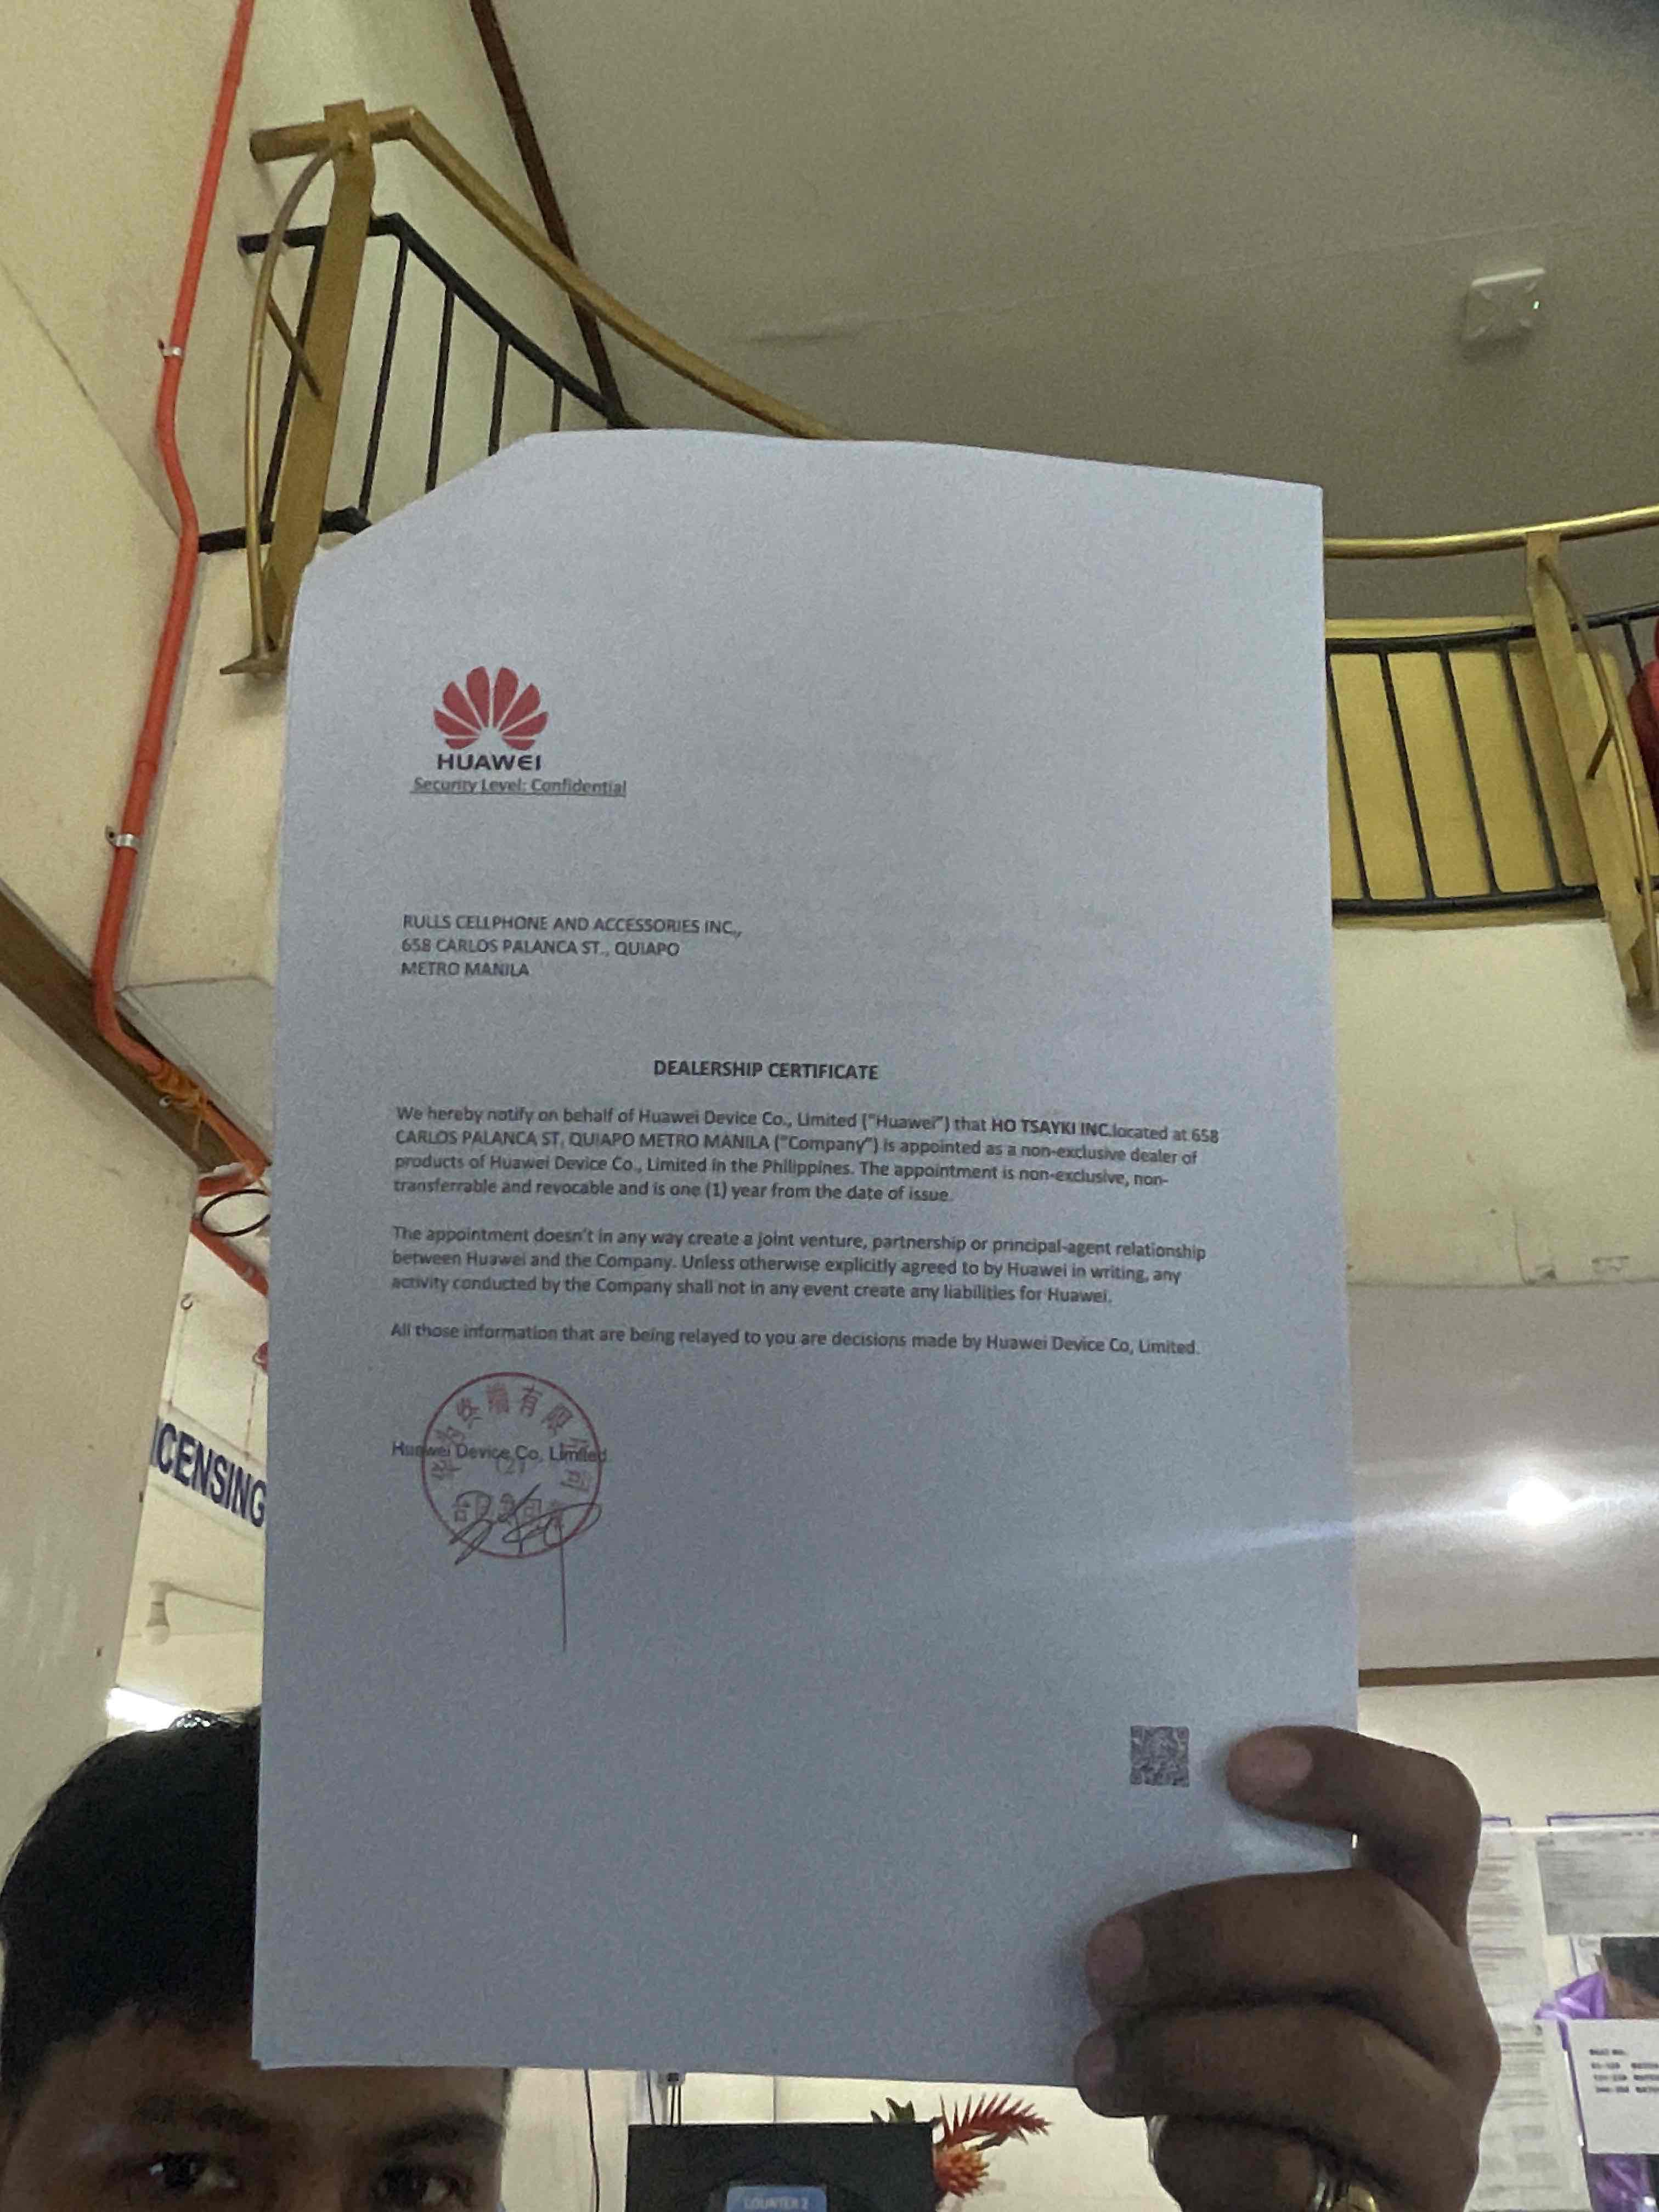 HUAWEI
Security Level: Confidential
RULLS CELLPHONE AND ACCESSORIES INC.,
658 CARLOS PALANCA ST., QUIAPO
METRO MANILA
DEALERSHIP CERTIFICATE
We hereby notify on behalf of Huawei Device Co., Limited ("Huawei") that HO TSAYKI INC.located at 658
CARLOS PALANCA ST, QUIAPO METRO MANILA ("Company") is appointed as a non-exclusive dealer of
products of Huawei Device Co., Limited in the Philippines. The appointment is non-exclusive, non-
transferrable and revocable and is one (1) year from the date of issue.
The appointment doesn't in any way create a joint venture, partnership or principal-agent relationship
between Huawei and the Company. Unless otherwise explicitly agreed to by Huawei in writing, any
activity conducted by the Company shall not in any event create any liabilities for Huawei.
All those information that are being relayed to you are decisions made by Huawei Device Co, Limited.
Huawei Device Co, Limited
ICENSING
COUNTER 2